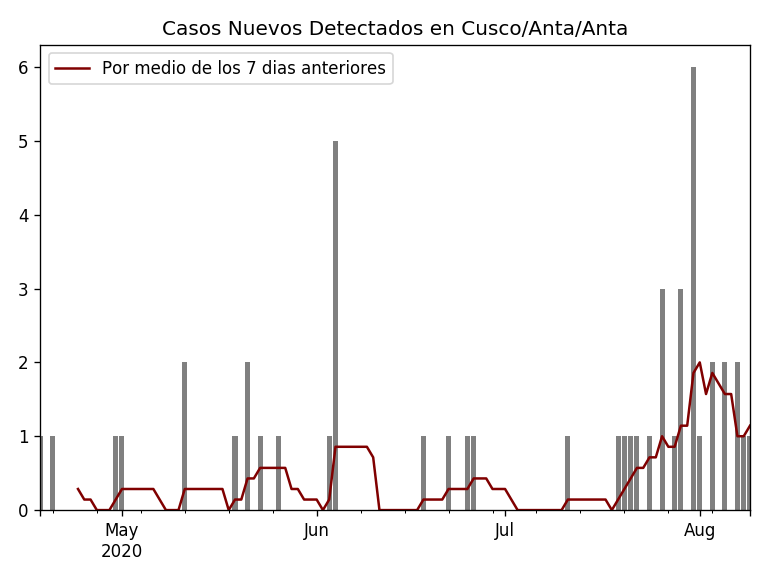 Casos Nuevos Detectados en Cusco/Anta/Anta
Por medio de los 7 dias anteriores
6
5
4
3
2
1
0
May
2020
Jun
Jul
Aug